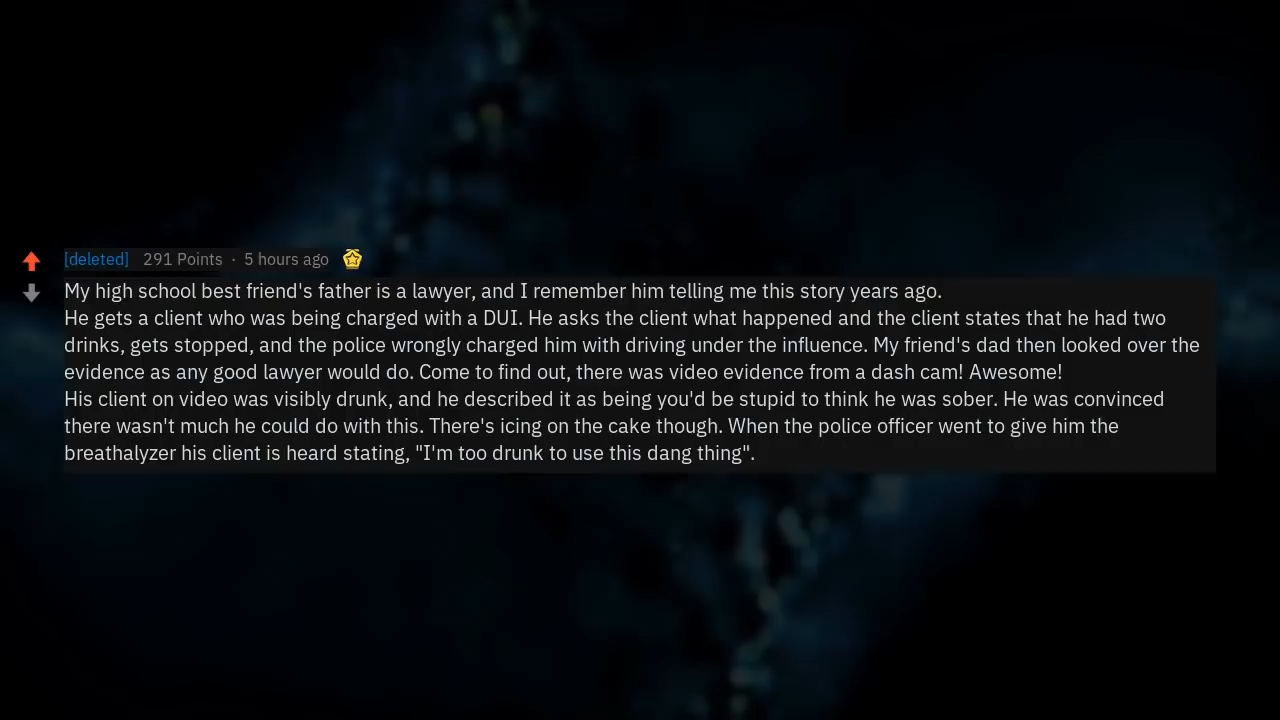 [deleted] 291 Points · 5 hours ago
My high school best friend's father is a lawyer, and I remember him telling me this story years ago.
He gets a client who was being charged with a DUI. He asks the client what happened and the client states that he had two
drinks, gets stopped, and the police wrongly charged him with driving under the influence. My friend's dad then looked over the
evidence as any good lawyer would do. Come to find out, there was video evidence from a dash cam! Awesome!
His client on video was visibly drunk, and he described it as being you'd be stupid to think he was sober. He was convinced
there wasn't much he could do with this. There's icing on the cake though. When the police officer went to give him the
breathalyzer his client is heard stating, "I'm too drunk to use this dang thing".